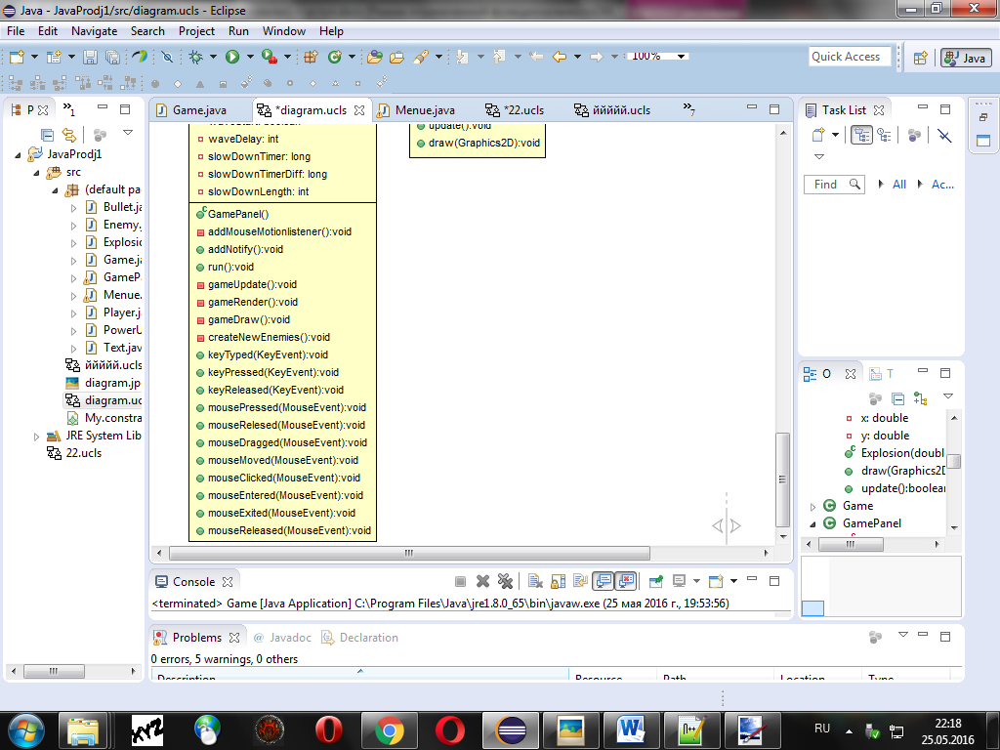 Java - JavaProdj1/src/diagram.ucls - Eclipse
File Edit Navigate Search Project Run Window Help
100%
Quick Access
Java
P
1
Game.java
*diagram.ucls
Menue.java
*22.ucls
ййййй.ucls
7
Task List
JavaProdj1
src
(default pa
Bullet.ja
Enemy.
Explosio
Game.ja
GameP
Menue.
Player.j
PowerU
Text.jav
ййййй.ucls
diagram.jp
diagram.uc
My.constra
JRE System Lib
22.ucls
waveDelay: int
slowDownTimer: long
slowDownTimerDiff: long
slowDownLength: int
GamePanel()
addMouseMotionlistener():void
addNotify():void
run():void
gameUpdate():void
gameRender():void
gameDraw():void
createNewEnemies():void
keyTyped(KeyEvent):void
keyPressed(KeyEvent):void
keyReleased(KeyEvent):void
mousePressed(MouseEvent):void
mouseRelesed(MouseEvent):void
mouseDragged(MouseEvent):void
mouseMoved(MouseEvent):void
mouseClicked(MouseEvent):void
mouseEntered(MouseEvent):void
mouseExited(MouseEvent):void
mouseReleased(MouseEvent):void
update():void
draw(Graphics2D):void
Find
All
Ac...
O
T
x: double
y: double
Explosion(doubl
draw(Graphics2D
update():boolean
Game
GamePanel
Console
<terminated> Game [Java Application] C:\Program Files\Java\jre1.8.0_65\bin\javaw.exe (25 мая 2016 г., 19:53:56)
Problems
@ Javadoc
Declaration
0 errors, 5 warnings, 0 others
Description Resource Path Location Type
XYZ
RU
22:18
25.05.2016